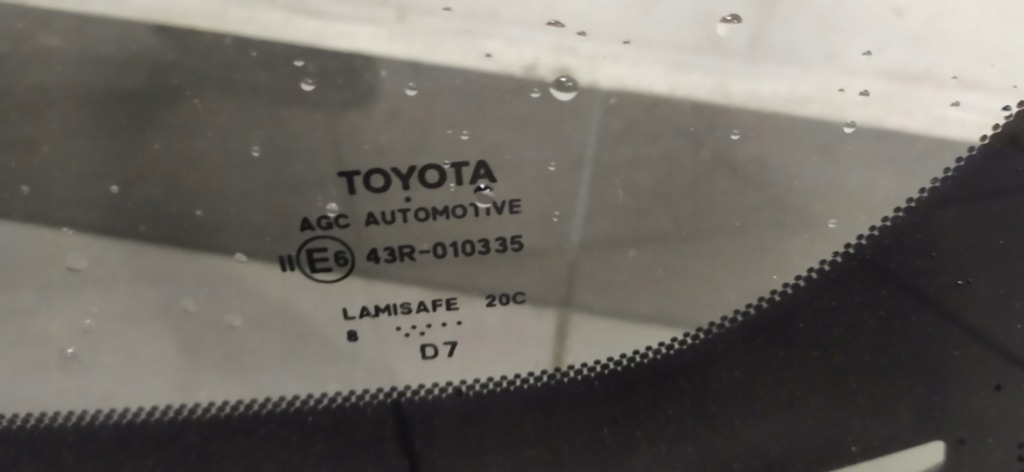 TOYOTA
AGC AUTOMOTIVE
II E6 43R-010335
LAMISAFE 20C
8
D7